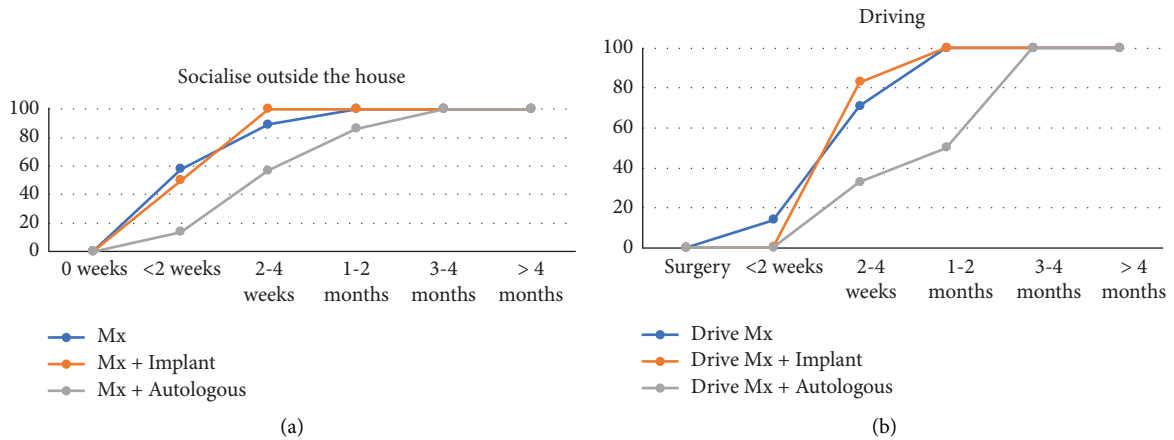 Socialise outside the house
100
80
60
40
20
0
0 weeks <2 weeks 2-4 weeks 1-2 months 3-4 months > 4 months
Mx
Mx + Implant
Mx + Autologous
(a)
Driving
100
80
60
40
20
0
Surgery <2 weeks 2-4 weeks 1-2 months 3-4 months > 4 months
Drive Mx
Drive Mx + Implant
Drive Mx + Autologous
(b)